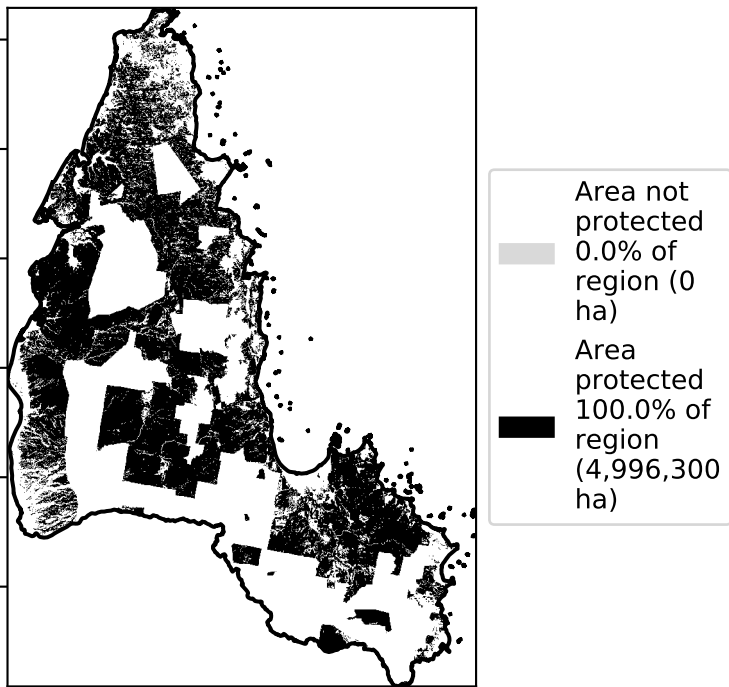 Area not
protected
0.0% of
region (0
ha)
Area
protected
100.0% of
region
(4,996,300
ha)